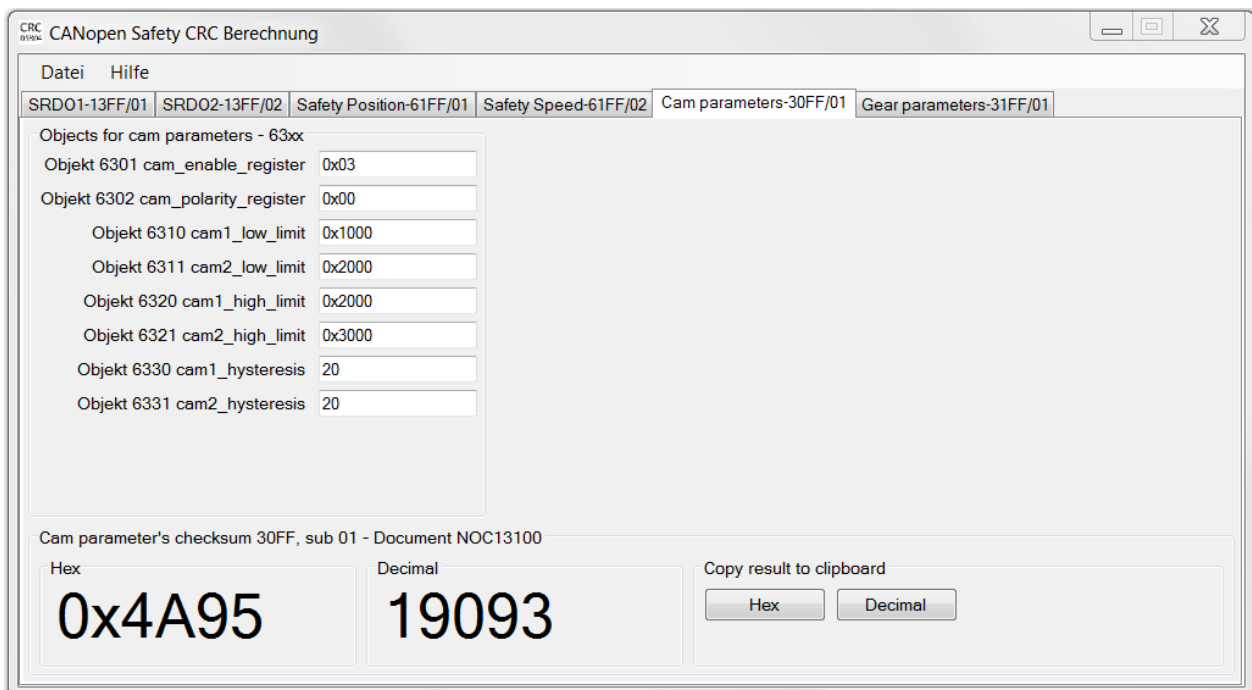 CRC CANopen Safety CRC Berechnung
Datei Hilfe
SRDO1-13FF/01 SRDO2-13FF/02 Safety Position-61FF/01 Safety Speed-61FF/02 Cam parameters-30FF/01 Gear parameters-31FF/01
Objects for cam parameters - 63xx
Objekt 6301 cam_enable_register 0x03
Objekt 6302 cam_polarity_register 0x00
Objekt 6310 cam1_low_limit 0x1000
Objekt 6311 cam2_low_limit 0x2000
Objekt 6320 cam1_high_limit 0x2000
Objekt 6321 cam2_high_limit 0x3000
Objekt 6330 cam1_hysteresis 20
Objekt 6331 cam2_hysteresis 20
Cam parameter's checksum 30FF, sub 01 - Document NOC13100
Hex Decimal Copy result to clipboard
0x4A95 19093 Hex Decimal